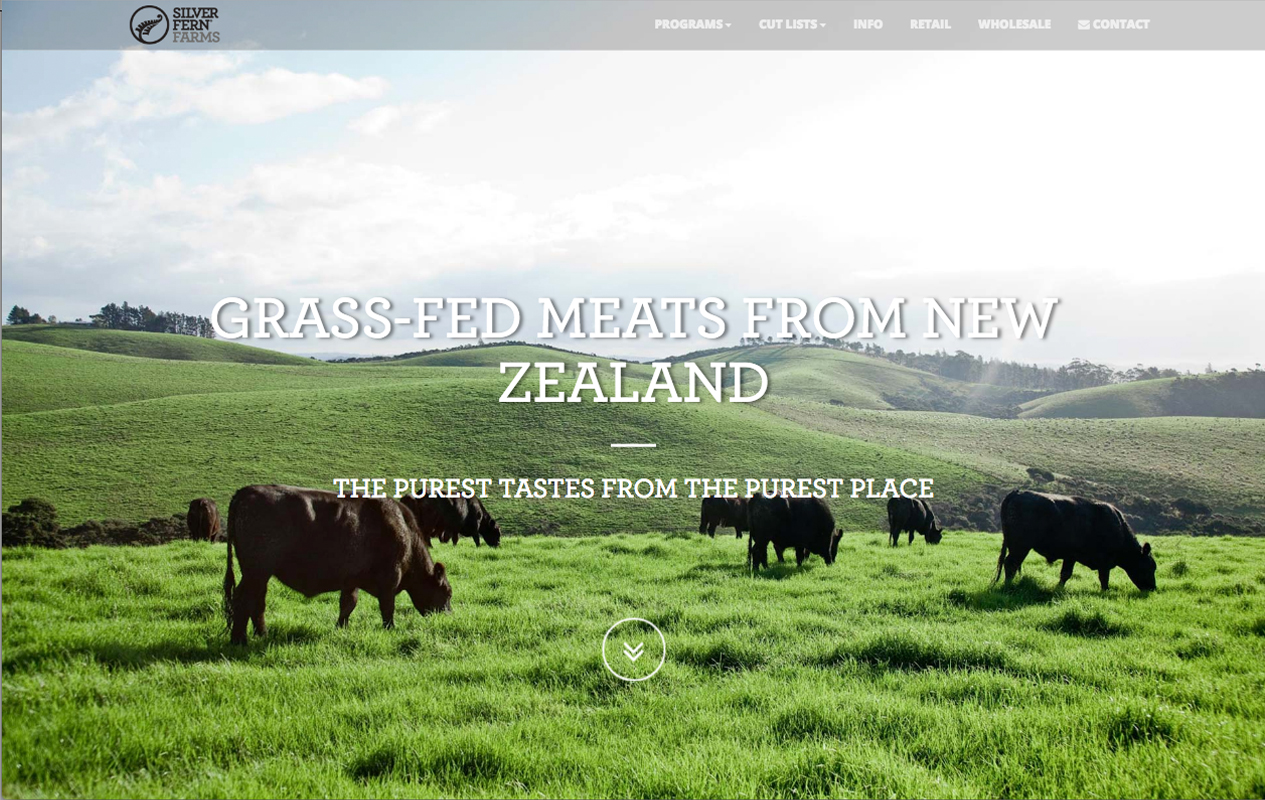 SILVER
FERN
FARMS
PROGRAMS
CUT LISTS
INFO
RETAIL
WHOLESALE
CONTACT
GRASS-FED MEATS FROM NEW
ZEALAND
THE PUREST TASTES FROM THE PUREST PLACE